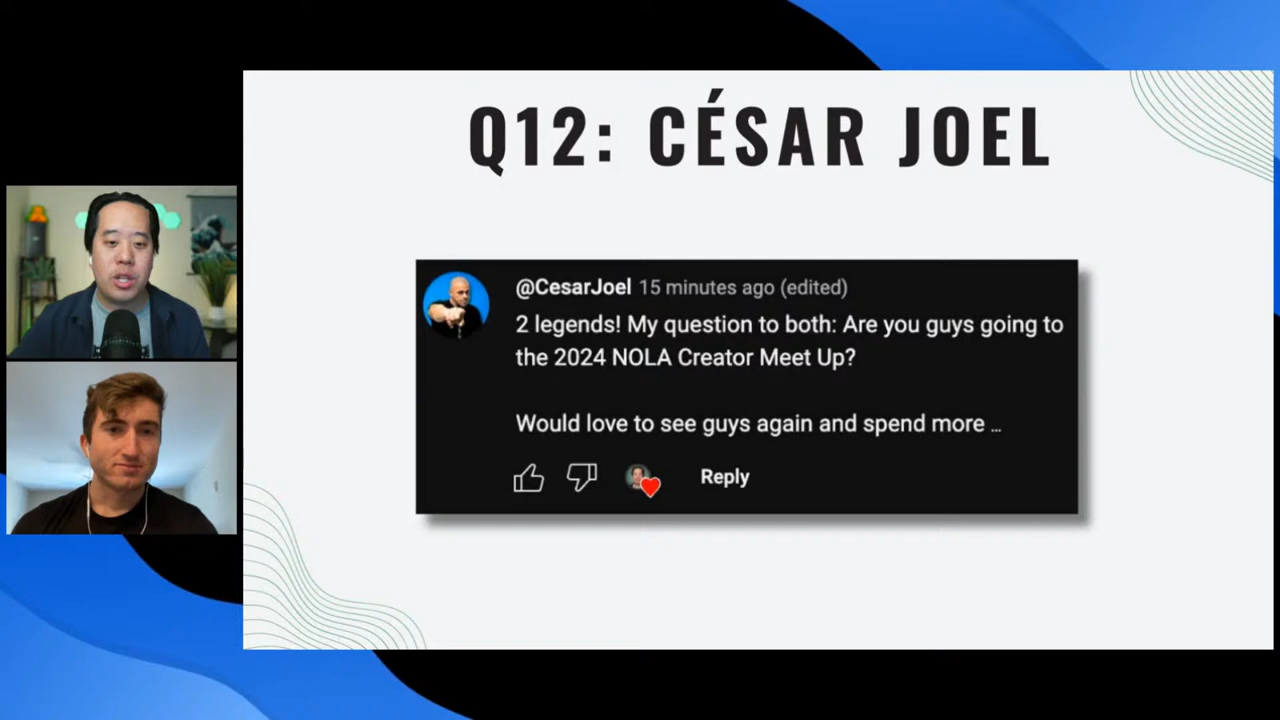 Q12: CÉSAR JOEL
@CesarJoel 15 minutes ago (edited)
2 legends! My question to both: Are you guys going to
the 2024 NOLA Creator Meet Up?
Would love to see guys again and spend more ...
Reply